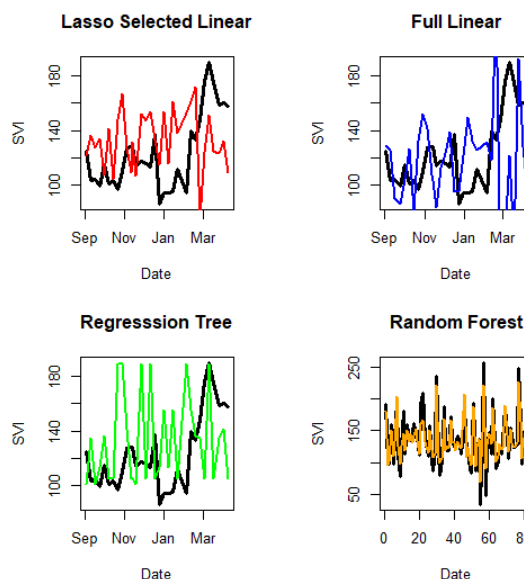 Lasso Selected Linear
SVI
100 140 180
Sep Nov Jan Mar
Date
Full Linear
SVI
100 140 180
Sep Nov Jan Mar
Date
Regresssion Tree
SVI
100 140 180
Sep Nov Jan Mar
Date
Random Forest
SVI
50 150 250
0 20 40 60
Date